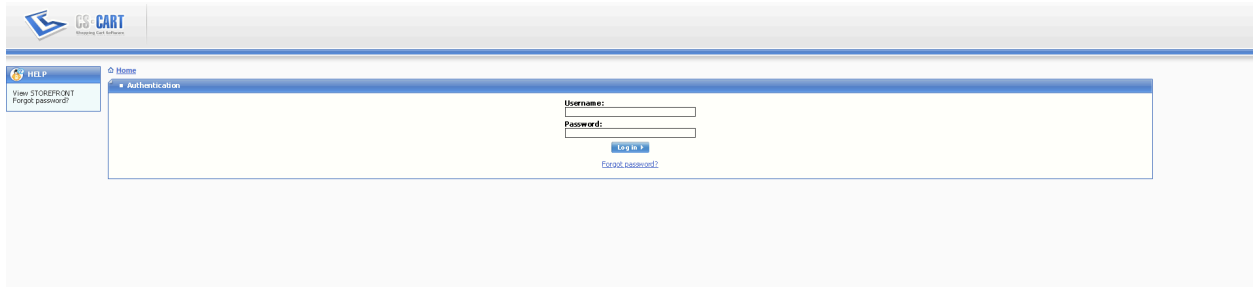 CS-CART
Shopping Cart Software
HELP
View STOREFRONT
Forgot password?
Home
Authentication
Username:
Password:
Log in
Forgot password?